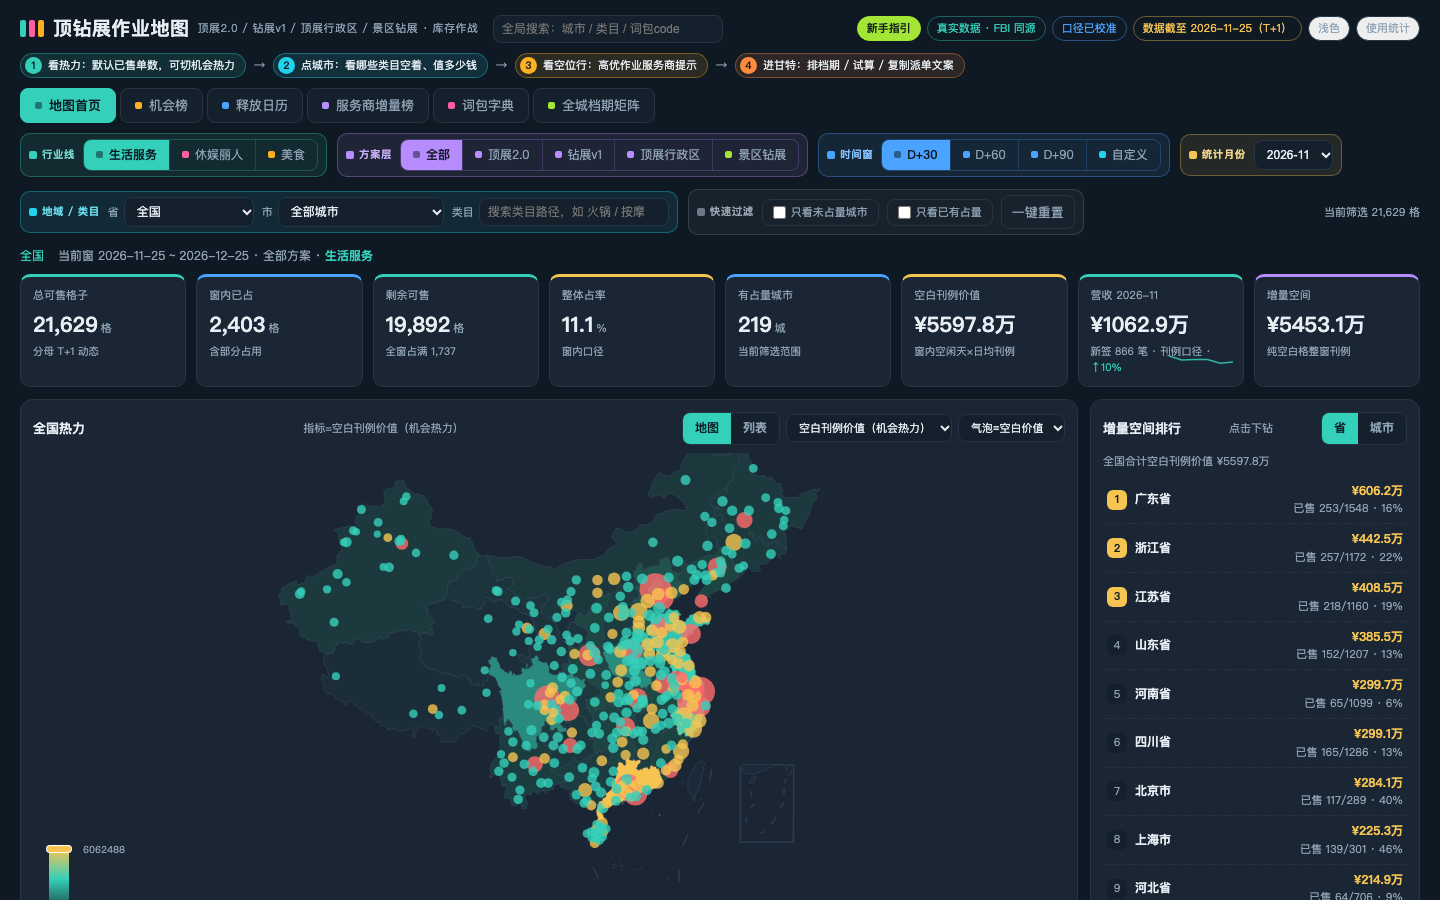 顶钻展作业地图 顶展2.0 / 钻展v1 / 顶展行政区 / 景区钻展 · 库存作战 全局搜索：城市 / 类目 / 词包code 新手指引 真实数据 · FBI 同源 口径已校准 数据截至 2026-11-25（T+1） 浅色 使用统计
1 看热力：默认已售单数，可切机会热力 → 2 点城市：看哪些类目空着、值多少钱 → 3 看空位行：高优作业服务商提示 → 4 进甘特：排档期 / 试算 / 复制派单文案
地图首页 机会榜 释放日历 服务商增量榜 词包字典 全城档期矩阵
行业线 生活服务 休娱丽人 美食 方案层 全部 顶展2.0 钻展v1 顶展行政区 景区钻展 时间窗 D+30 D+60 D+90 自定义 统计月份 2026-11
地域 / 类目 省 全国 市 全部城市 类目 搜索类目路径，如 火锅 / 按摩 快速过滤 只看未占量城市 只看已有占量 一键重置 当前筛选 21,629 格
全国 当前窗 2026-11-25 ~ 2026-12-25 · 全部方案 · 生活服务
总可售格子 窗内已占 剩余可售 整体占率 有占量城市 空白刊例价值 营收 2026-11 增量空间
21,629 格 2,403 格 19,892 格 11.1 % 219 城 ¥5597.8万 ¥1062.9万 ¥5453.1万
分母 T+1 动态 含部分占用 全窗占满 1,737 窗内口径 当前筛选范围 窗内空闲天×日均刊例 新签 866 笔 · 刊例口径 · 纯空白格整窗刊例
↑10%
全国热力 指标=空白刊例价值（机会热力） 地图 列表 空白刊例价值（机会热力） 气泡=空白价值
6062488
增量空间排行 点击下钻 省 城市
全国合计空白刊例价值 ¥5597.8万
1 广东省 ¥606.2万
已售 253/1548 · 16%
2 浙江省 ¥442.5万
已售 257/1172 · 22%
3 江苏省 ¥408.5万
已售 218/1160 · 19%
4 山东省 ¥385.5万
已售 152/1207 · 13%
5 河南省 ¥299.7万
已售 65/1099 · 6%
6 四川省 ¥299.1万
已售 165/1286 · 13%
7 北京市 ¥284.1万
已售 117/289 · 40%
8 上海市 ¥225.3万
已售 139/301 · 46%
9 河北省 ¥214.9万
已售 64/706 · 9%